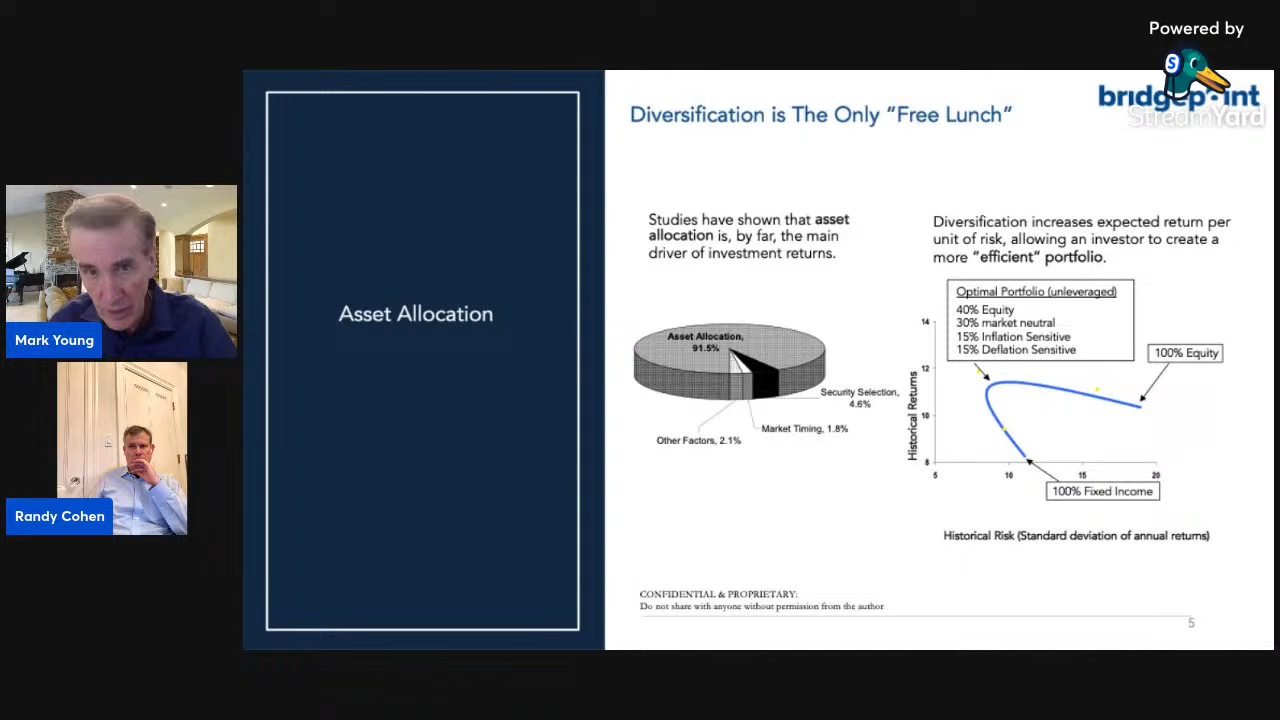 Powered by
S
StreamYard
bridgepoint
Diversification is The Only “Free Lunch”
Asset Allocation
Studies have shown that asset
allocation is, by far, the main
driver of investment returns.
Asset Allocation,
91.5%
Security Selection,
4.6%
Market Timing, 1.8%
Other Factors, 2.1%
Diversification increases expected return per
unit of risk, allowing an investor to create a
more “efficient” portfolio.
Optimal Portfolio (unleveraged)
40% Equity
30% market neutral
15% Inflation Sensitive
15% Deflation Sensitive
100% Equity
100% Fixed Income
Historical Returns
14
12
10
8
5
10
15
20
Historical Risk (Standard deviation of annual returns)
CONFIDENTIAL & PROPRIETARY:
Do not share with anyone without permission from the author
5
Mark Young
Randy Cohen